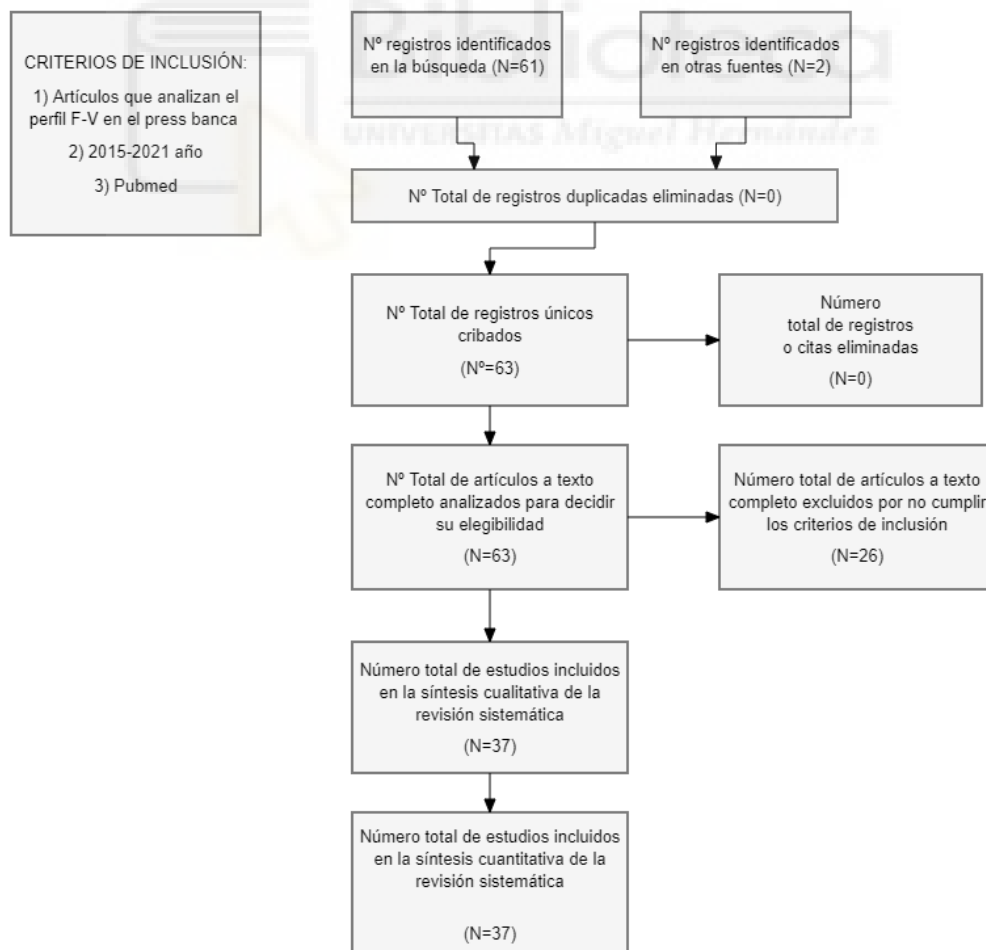 Biblioteca
UNIVERSITAS Miguel Hernández
CRITERIOS DE INCLUSIÓN:
1) Artículos que analizan el
perfil F-V en el press banca
2) 2015-2021 año
3) Pubmed
Nº registros identificados
en la búsqueda (N=61)
Nº registros identificados
en otras fuentes (N=2)
Nº Total de registros duplicadas eliminadas (N=0)
Nº Total de registros únicos
cribados
(Nº=63)
Número
total de registros
o citas eliminadas
(N=0)
Nº Total de artículos a texto
completo analizados para decidir
su elegibilidad
(N=63)
Número total de artículos a texto
completo excluidos por no cumplir
los criterios de inclusión
(N=26)
Número total de estudios incluidos
en la síntesis cualitativa de la
revisión sistemática
(N=37)
Número total de estudios incluidos
en la síntesis cuantitativa de la
revisión sistemática
(N=37)